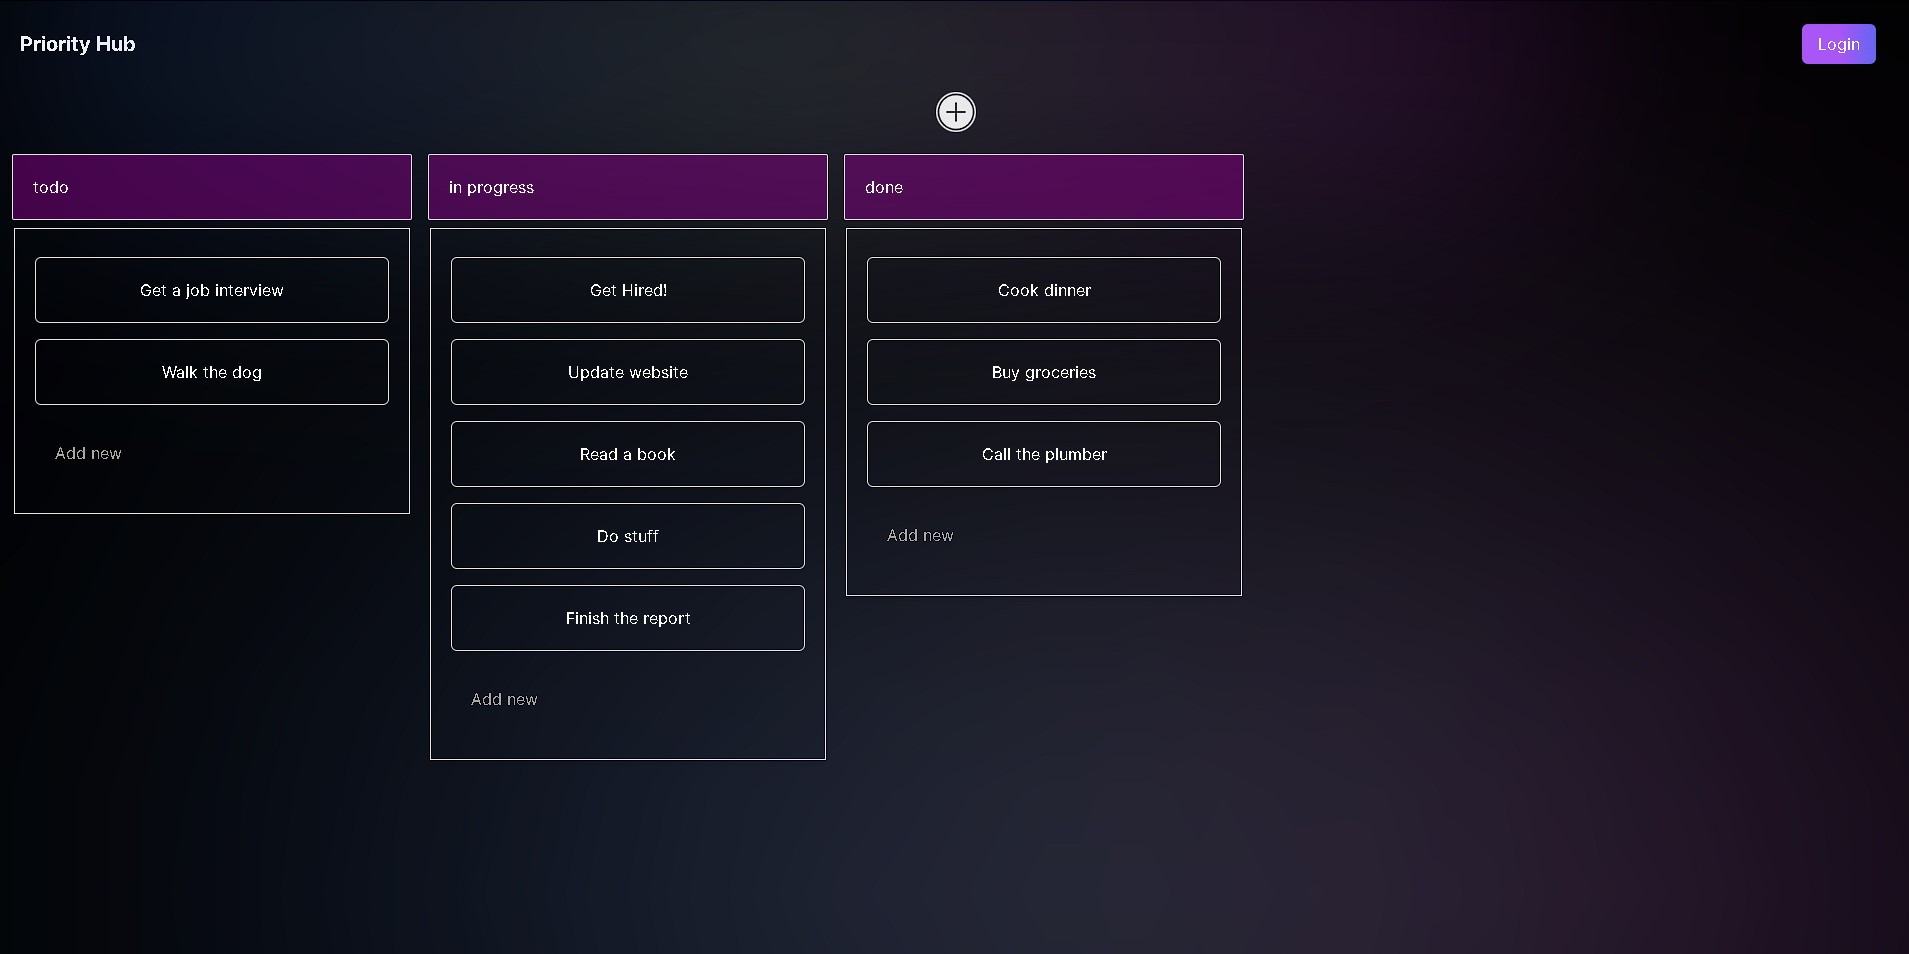 Priority Hub
Login
todo
Get a job interview
Walk the dog
Add new
in progress
Get Hired!
Update website
Read a book
Do stuff
Finish the report
Add new
done
Cook dinner
Buy groceries
Call the plumber
Add new